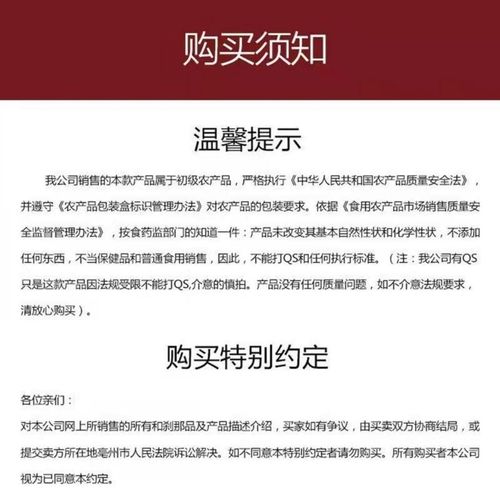 购买须知
温馨提示
我公司销售的本款产品属于初级农产品，严格执行《中华人民共和国农产品质量安全法》，
并遵守《农产品包装盒标识管理办法》对农产品的包装要求。依据《食用农产品市场销售质量安
全监督管理办法》，按食药监部门的知道一件：产品未改变其基本自然性状和化学性状，不添加
任何东西，不当保健品和普通食用销售，因此，不能打QS和任何执行标准。（注：我公司有QS
只是这款产品因法规受限不能打QS,介意的慎拍。产品没有任何质量问题，如不介意法规要求，
请放心购买）。
购买特别约定
各位亲们：
对本公司网上所销售的所有和刹那品及产品描述介绍，买家如有争议，由买卖双方协商结局，或
提交卖方所在地亳州市人民法院诉讼解决。如不同意本特别约定者请勿购买。所有购买者本公司
视为已同意本约定。